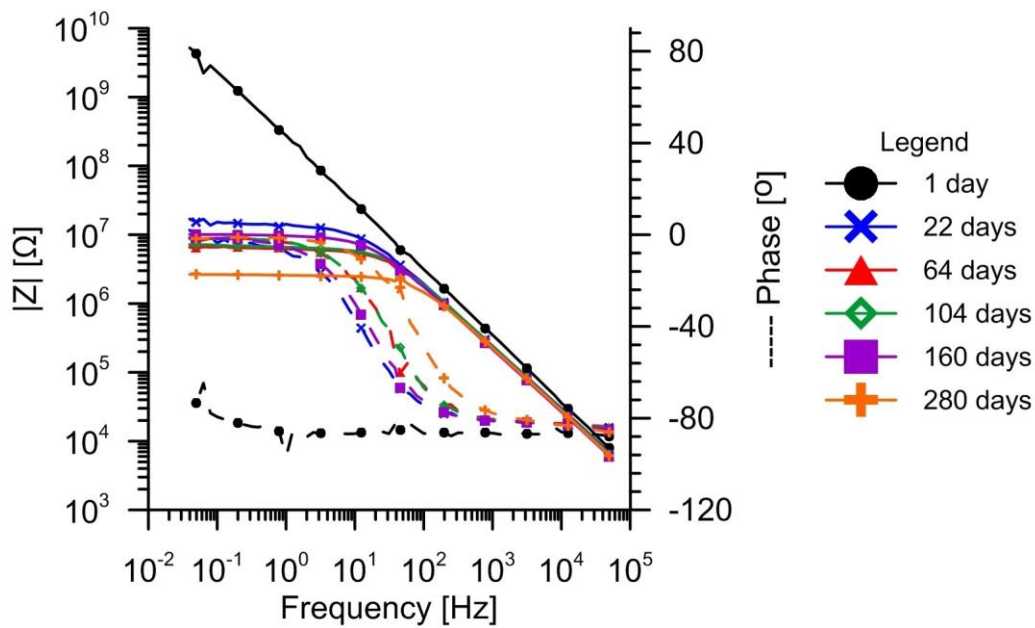 10^10
10^9
10^8
10^7
10^6
10^5
10^4
10^3
|Z| [Ω]
10^-2
10^-1
10^0
10^1
10^2
10^3
10^4
10^5
Frequency [Hz]
80
40
0
-40
-80
-120
----- Phase [º]
Legend
1 day
22 days
64 days
104 days
160 days
280 days